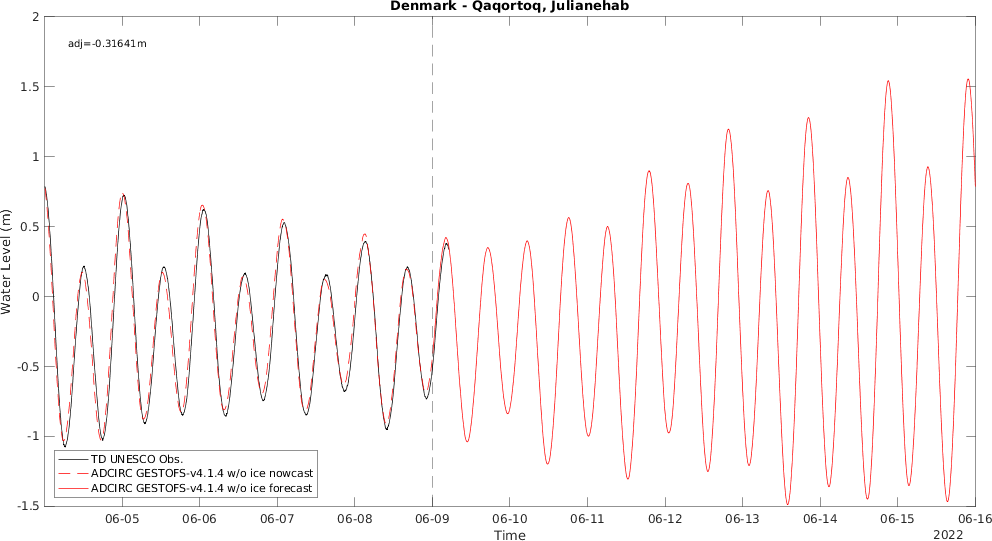 Denmark - Qaqortoq, Julianehab
adj=-0.31641m
Water Level (m)
2
1.5
1
0.5
0
-0.5
-1
-1.5
TD UNESCO Obs.
ADCIRC GESTOFS-v4.1.4 w/o ice nowcast
ADCIRC GESTOFS-v4.1.4 w/o ice forecast
06-05 06-06 06-07 06-08 06-09 06-10 06-11 06-12 06-13 06-14 06-15 06-16
Time
2022